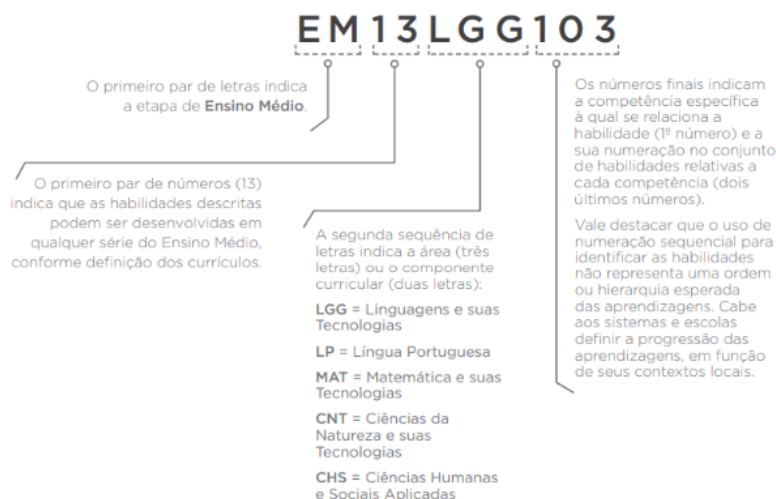 EM13LGG103
O primeiro par de letras indica
a etapa de Ensino Médio.
O primeiro par de números (13)
indica que as habilidades descritas
podem ser desenvolvidas em
qualquer série do Ensino Médio,
conforme definição dos currículos.
A segunda sequência de
letras indica a área (três
letras) ou o componente
curricular (duas letras):
LGG = Linguagens e suas
Tecnologias
LP = Língua Portuguesa
MAT = Matemática e suas
Tecnologias
CNT = Ciências da
Natureza e suas
Tecnologias
CHS = Ciências Humanas
e Sociais Aplicadas
Os números finais indicam
a competência específica
à qual se relaciona a
habilidade (1º número) e a
sua numeração no conjunto
de habilidades relativas a
cada competência (dois
últimos números).
Vale destacar que o uso de
numeração sequencial para
identificar as habilidades
não representa uma ordem
ou hierarquia esperada
das aprendizagens. Cabe
aos sistemas e escolas
definir a progressão das
aprendizagens, em função
de seus contextos locais.